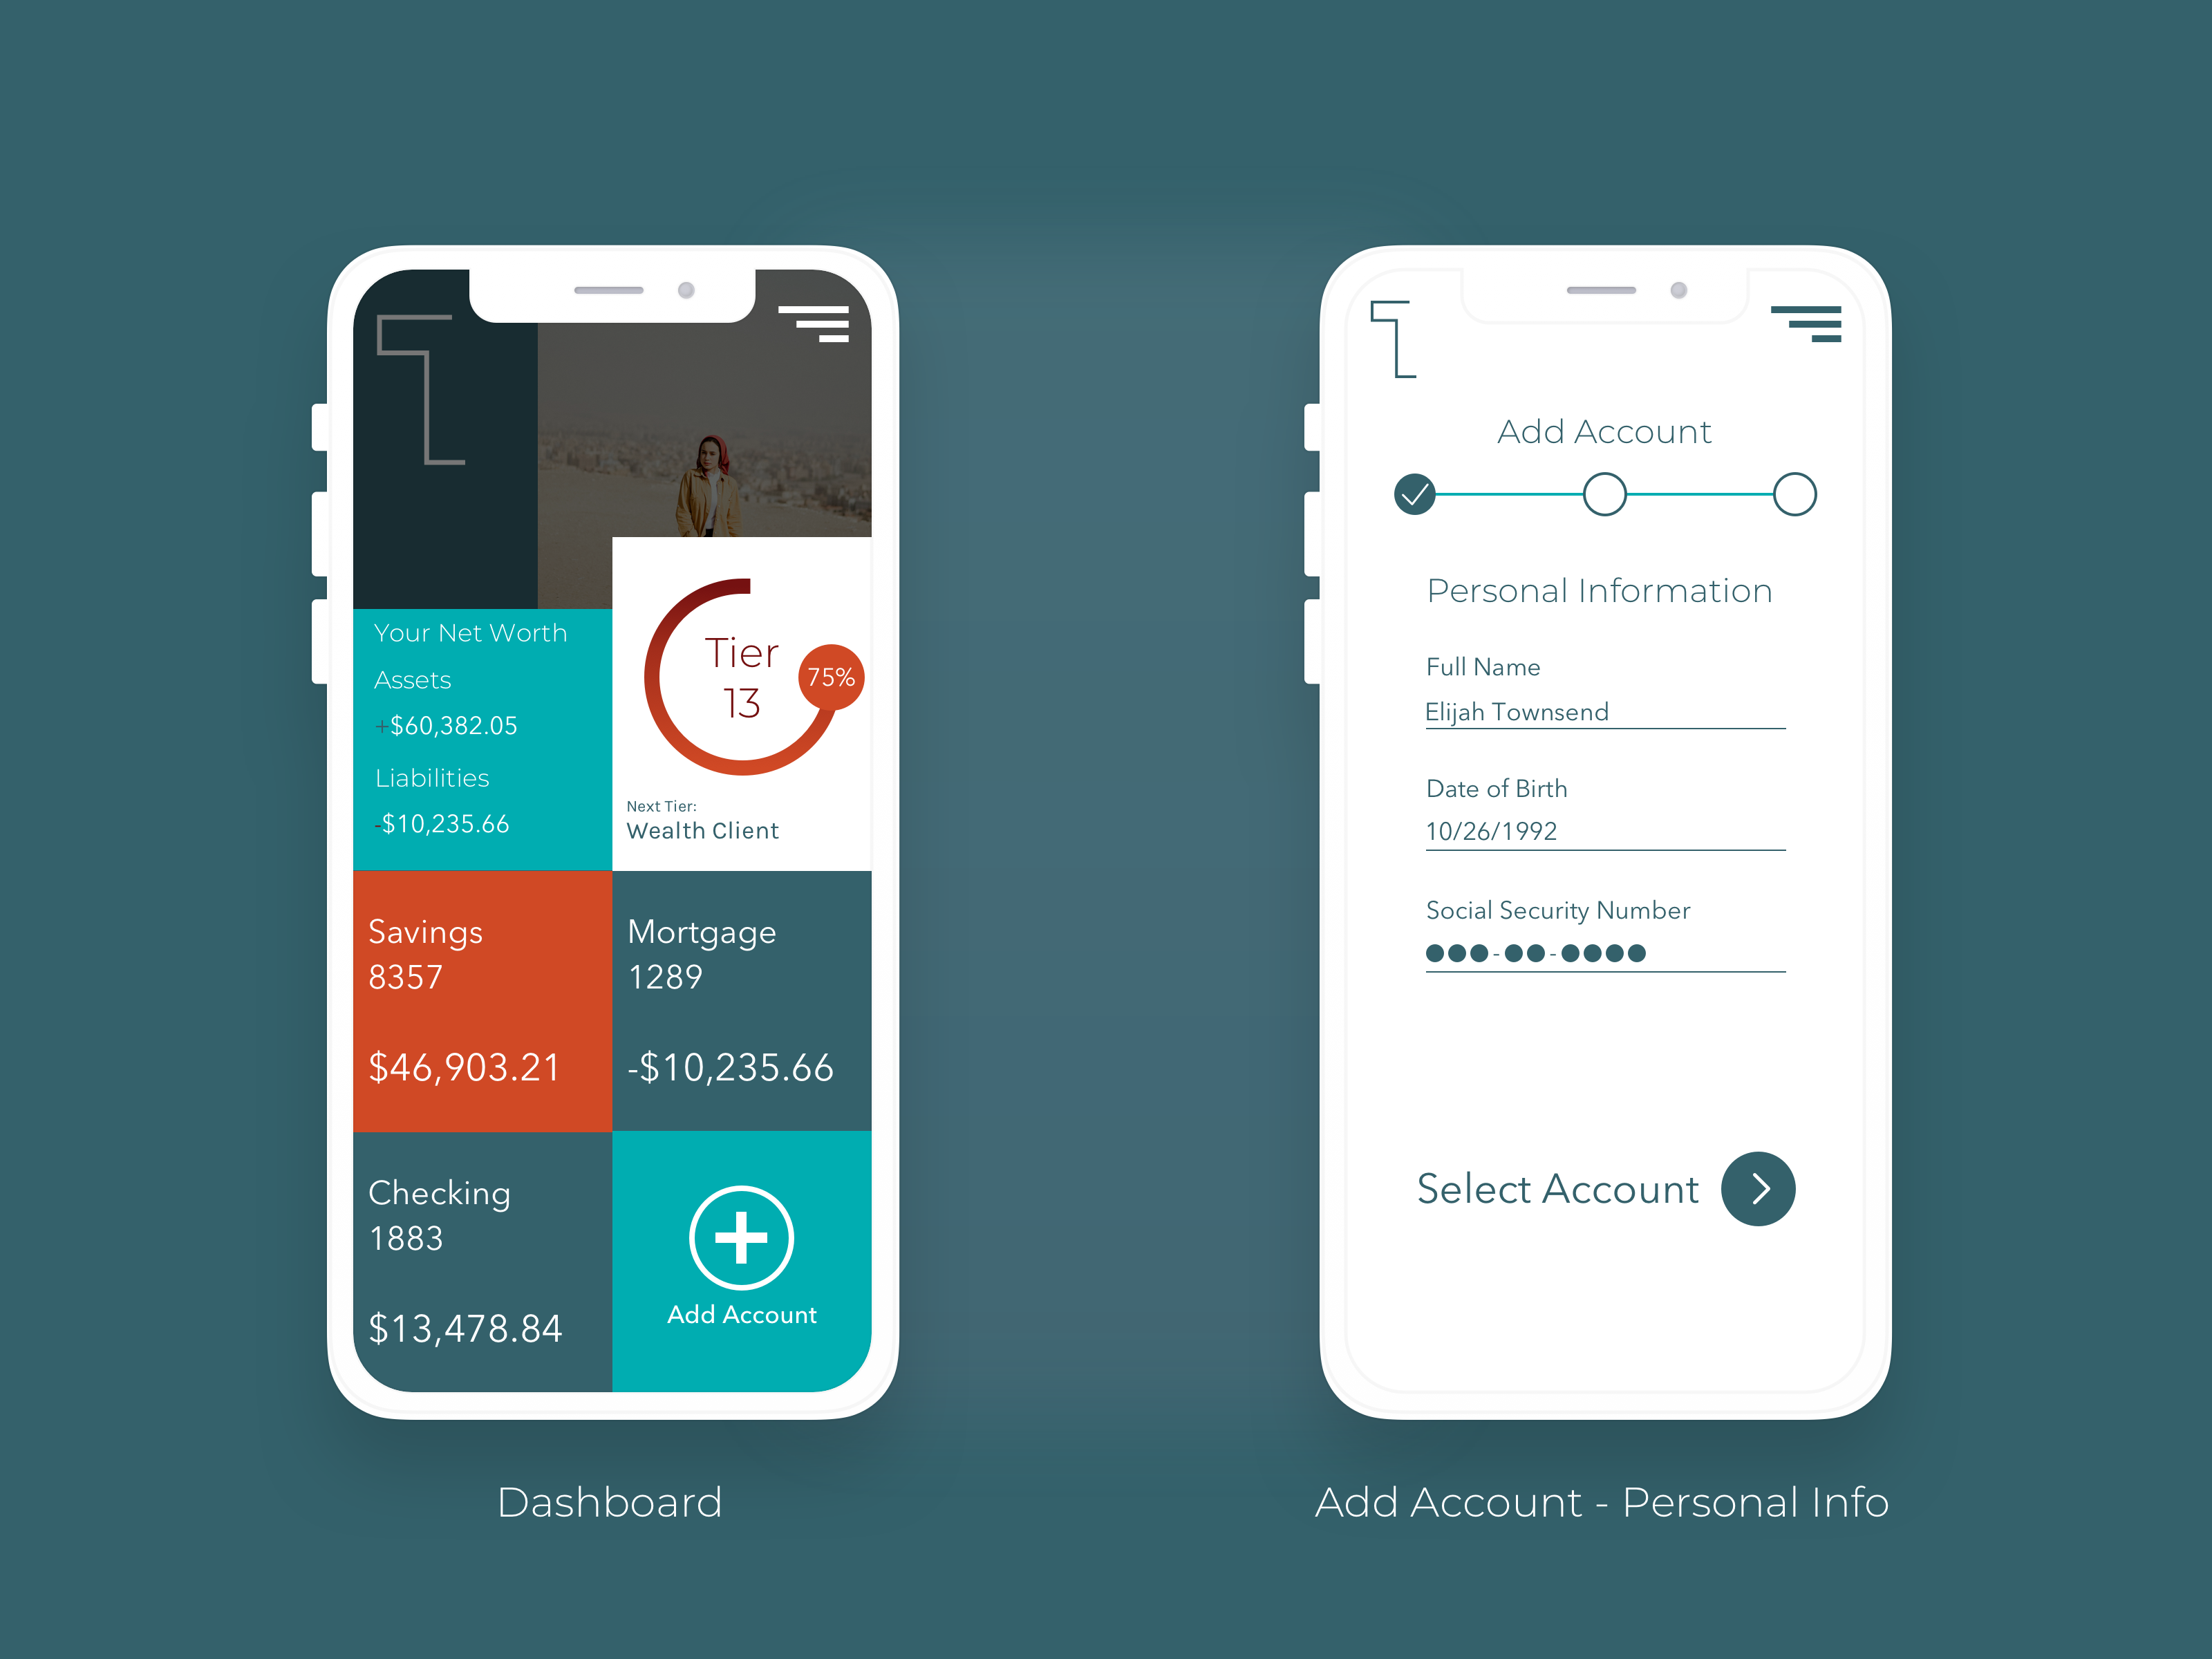 Your Net Worth
Assets
+$60,382.05
Liabilities
-$10,235.66
Tier
13
75%
Next Tier:
Wealth Client
Savings
8357
$46,903.21
Mortgage
1289
-$10,235.66
Checking
1883
$13,478.84
Add Account
Dashboard
Add Account
Personal Information
Full Name
Elijah Townsend
Date of Birth
10/26/1992
Social Security Number
●●●-●●-●●●●
Select Account
Add Account - Personal Info